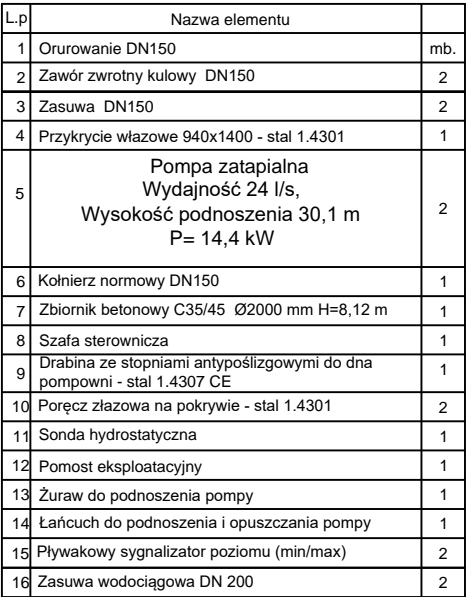 L.p Nazwa elementu
1 Orurowanie DN150 mb.
2 Zawór zwrotny kulowy DN150 2
3 Zasuwa DN150 2
4 Przykrycie włazowe 940x1400 - stal 1.4301 1
Pompa zatapialna
Wydajność 24 l/s,
5 Wysokość podnoszenia 30,1 m 2
P= 14,4 kW
6 Kołnierz normowy DN150 1
7 Zbiornik betonowy C35/45 Ø2000 mm H=8,12 m 1
8 Szafa sterownicza 1
9 Drabina ze stopniami antypoślizgowymi do dna 1
pompowni - stal 1.4307 CE
10 Poręcz złazowa na pokrywie - stal 1.4301 2
11 Sonda hydrostatyczna 1
12 Pomost eksploatacyjny 1
13 Żuraw do podnoszenia pompy 1
14 Łańcuch do podnoszenia i opuszczania pompy 1
15 Pływakowy sygnalizator poziomu (min/max) 2
16 Zasuwa wodociągowa DN 200 2